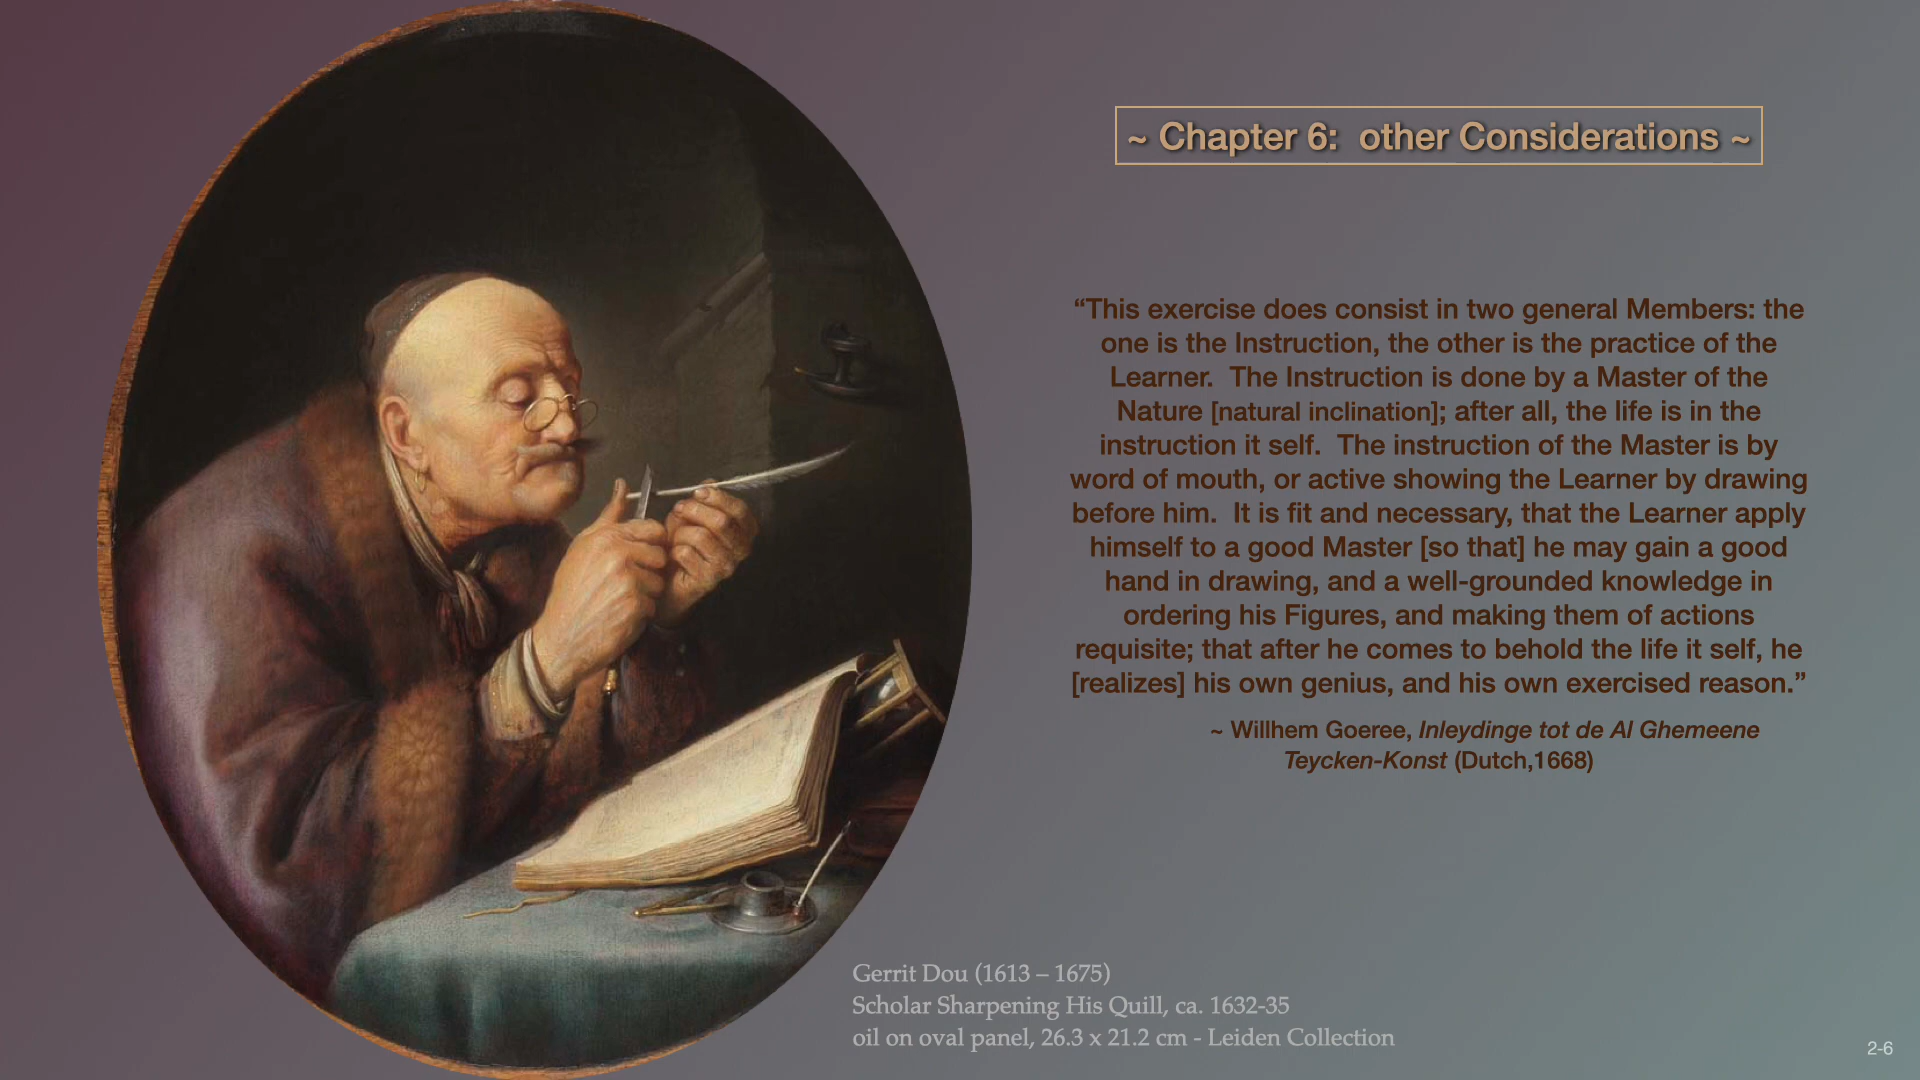 ~ Chapter 6:  other Considerations ~
“This exercise does consist in two general Members: the
one is the Instruction, the other is the practice of the
Learner.  The Instruction is done by a Master of the
Nature [natural inclination]; after all, the life is in the
instruction it self.  The instruction of the Master is by
word of mouth, or active showing the Learner by drawing
before him.  It is fit and necessary, that the Learner apply
himself to a good Master [so that] he may gain a good
hand in drawing, and a well-grounded knowledge in
ordering his Figures, and making them of actions
requisite; that after he comes to behold the life it self, he
[realizes] his own genius, and his own exercised reason.”
~ Willhem Goeree, Inleydinge tot de Al Ghemeene
Teycken-Konst (Dutch,1668)
Gerrit Dou (1613 – 1675)
Scholar Sharpening His Quill, ca. 1632-35
oil on oval panel, 26.3 x 21.2 cm - Leiden Collection
2-6